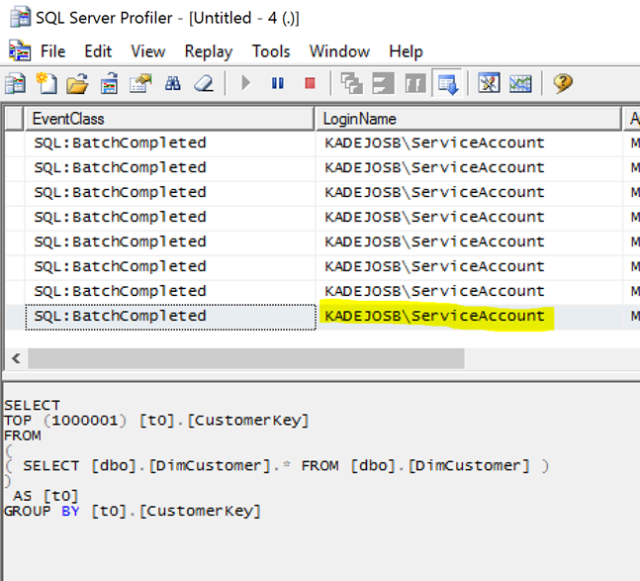 SQL Server Profiler - [Untitled - 4 (.)]
File Edit View Replay Tools Window Help
EventClass LoginName A
SQL:BatchCompleted KADEJOSB\ServiceAccount M
SQL:BatchCompleted KADEJOSB\ServiceAccount M
SQL:BatchCompleted KADEJOSB\ServiceAccount M
SQL:BatchCompleted KADEJOSB\ServiceAccount M
SQL:BatchCompleted KADEJOSB\ServiceAccount M
SQL:BatchCompleted KADEJOSB\ServiceAccount M
SQL:BatchCompleted KADEJOSB\ServiceAccount M
SQL:BatchCompleted KADEJOSB\ServiceAccount M
SELECT
TOP (1000001) [t0].[CustomerKey]
FROM
(
( SELECT [dbo].[DimCustomer].* FROM [dbo].[DimCustomer] )
)
AS [t0]
GROUP BY [t0].[CustomerKey]